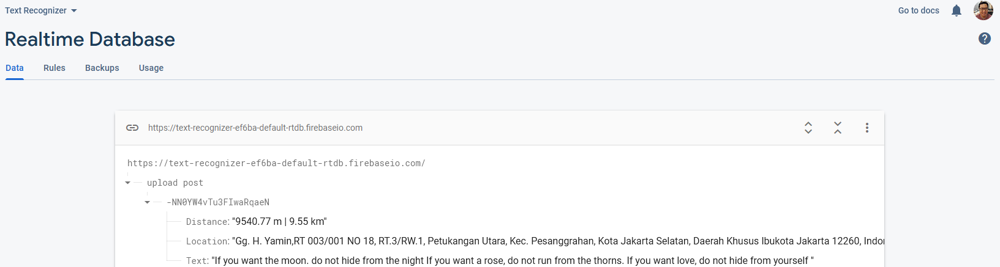 Text Recognizer
Go to docs
Realtime Database
Data Rules Backups Usage
https://text-recognizer-ef6ba-default-rtdb.firebaseio.com
https://text-recognizer-ef6ba-default-rtdb.firebaseio.com/
upload post
-NN0YW4vTu3FIwaRqaeN
Distance: "9540.77 m | 9.55 km"
Location: "Gg. H. Yamin,RT 003/001 NO 18, RT.3/RW.1, Petukangan Utara, Kec. Pesanggrahan, Kota Jakarta Selatan, Daerah Khusus Ibukota Jakarta 12260, Indo
Text: "If you want the moon. do not hide from the night If you want a rose, do not run from the thorns. If you want love, do not hide from yourself "